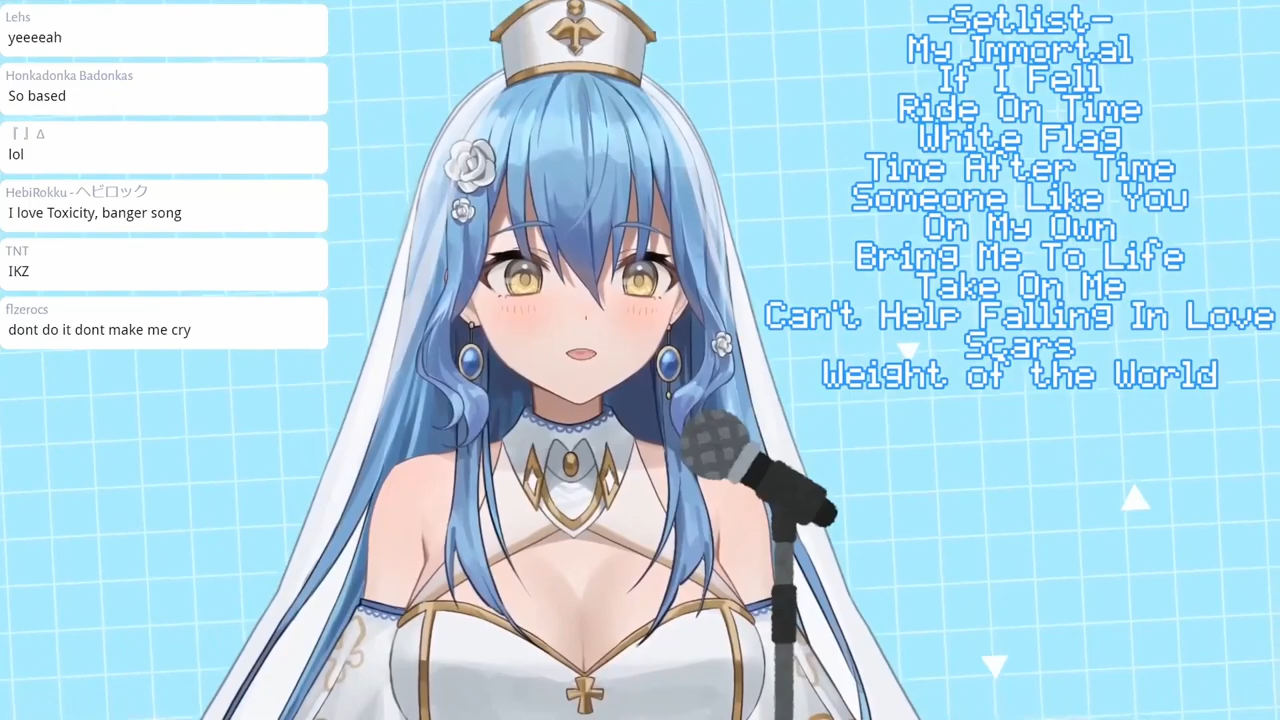 Lehs
yeeeeah
Honkadonka Badonkas
So based
『 』 Δ
lol
HebiRokku - ヘビロック
I love Toxicity, banger song
TNT
IKZ
flzerocs
dont do it dont make me cry
-Setlist-
My Immortal
If I Fell
Ride On Time
White Flag
Time After Time
Someone Like You
On My Own
Bring Me To Life
Take On Me
Can't Help Falling In Love
Scars
Weight of the World